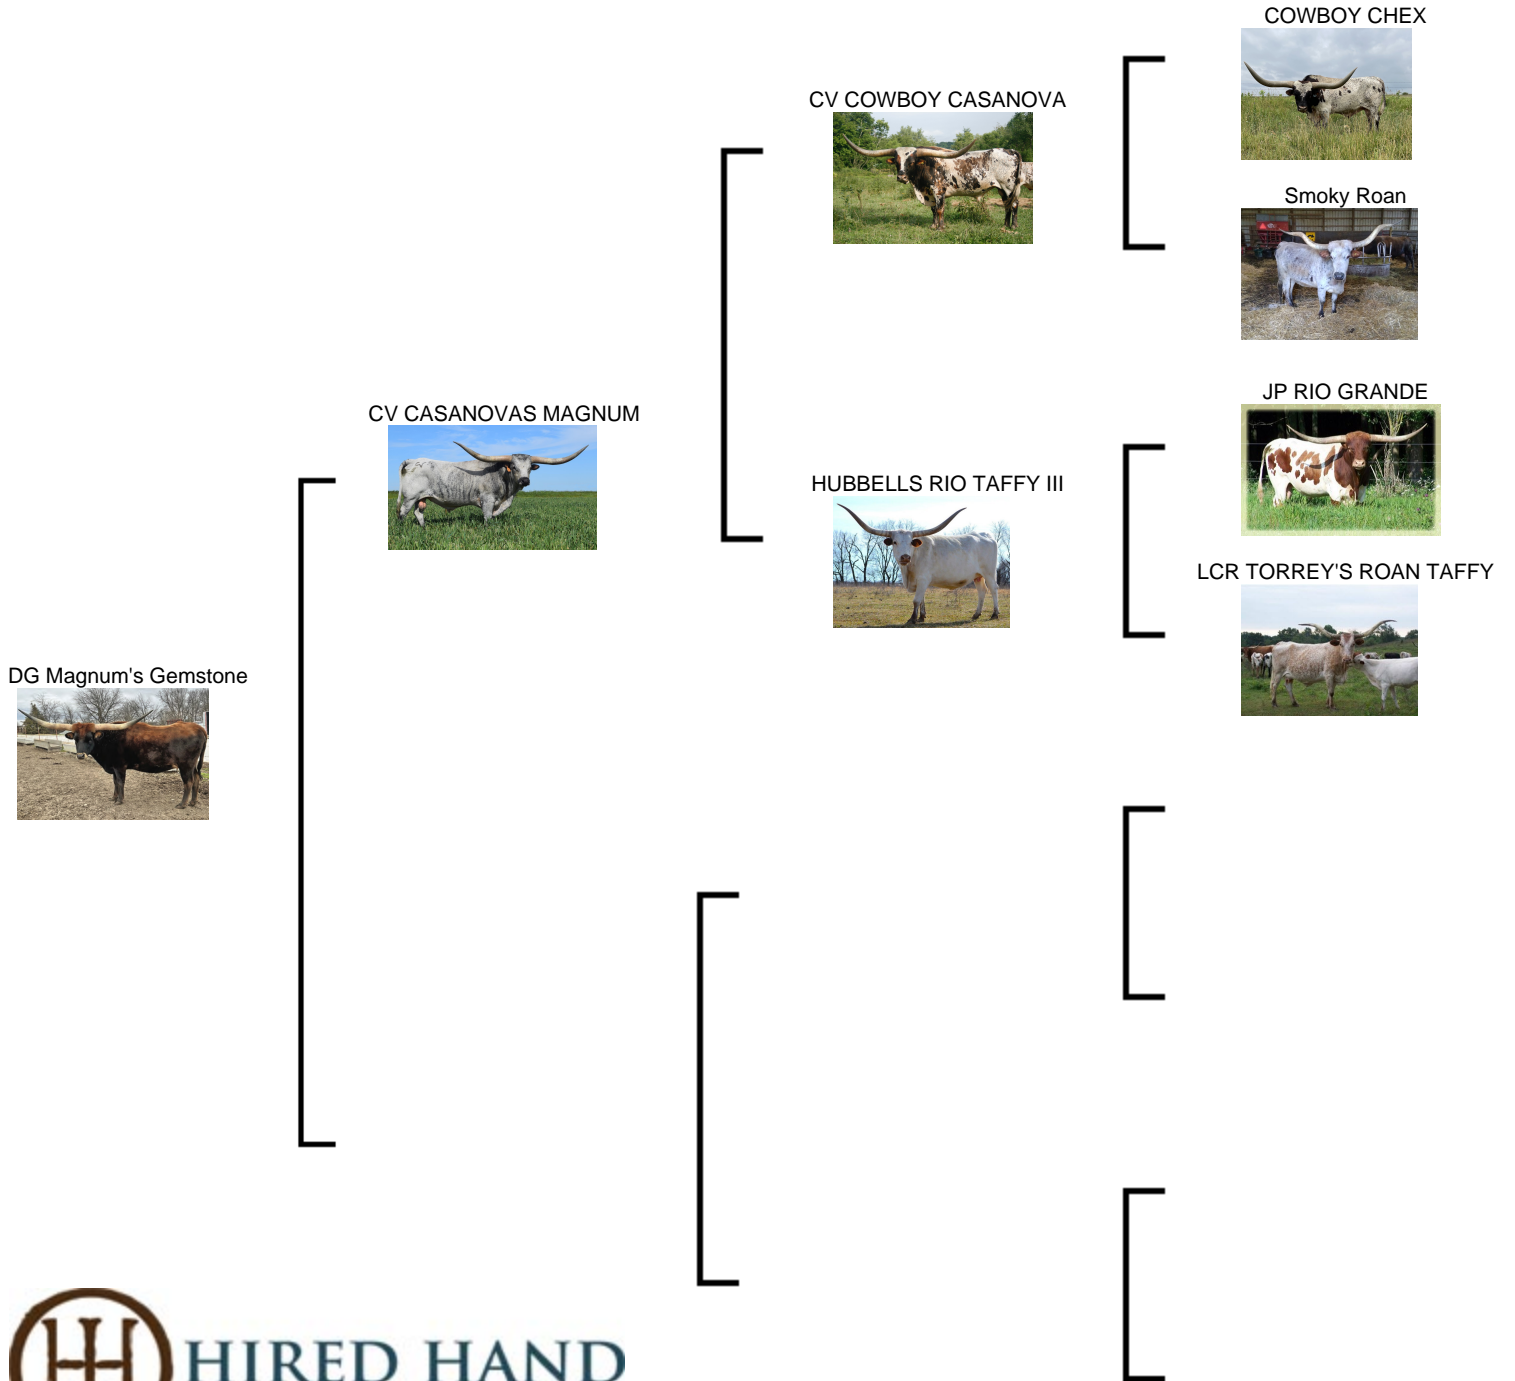 COWBOY CHEX
CV COWBOY CASANOVA
Smoky Roan
JP RIO GRANDE
CV CASANOVAS MAGNUM
HUBBELLS RIO TAFFY III
LCR TORREY'S ROAN TAFFY
DG Magnum's Gemstone
HIRED HAND